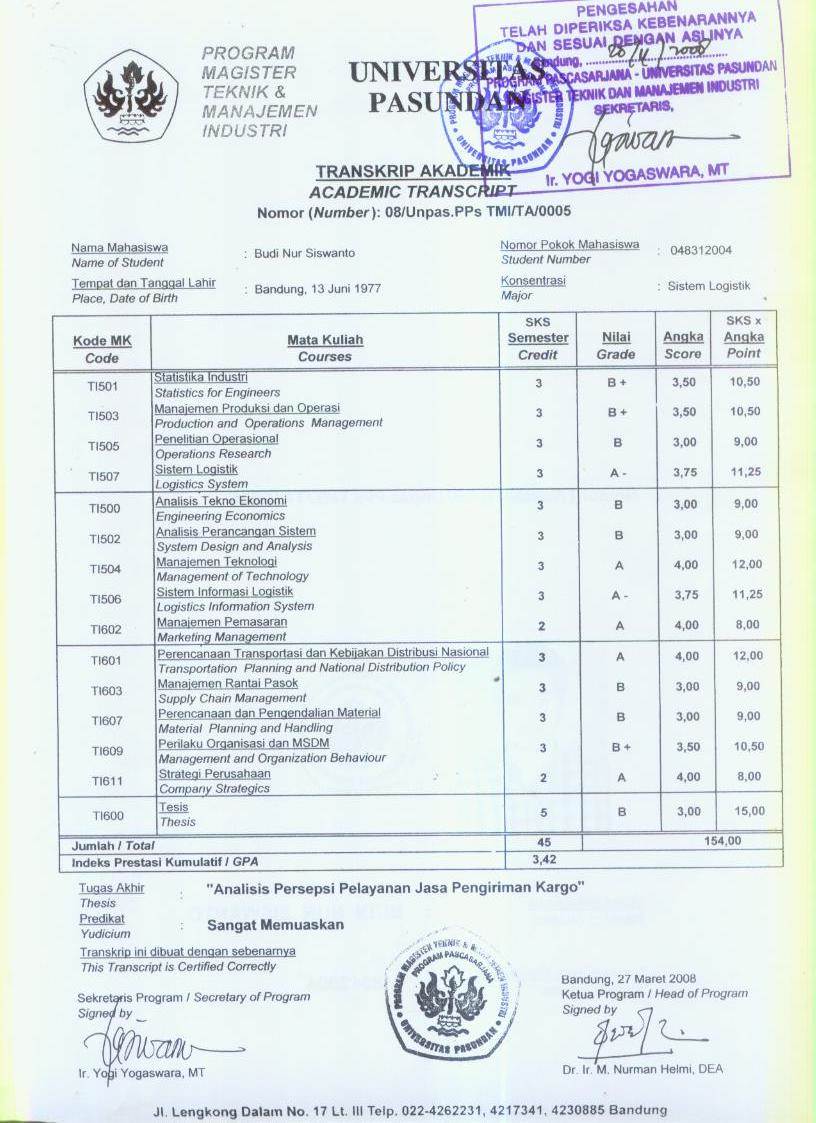 PENGESAHAN
TELAH DIPERIKSA KEBENARANNYA
DAN SESUAI DENGAN ASLINYA
Bandung, 20/11/2008
PROGRAM PASCASARJANA - UNIVERSITAS PASUNDAN
MAGISTER TEKNIK DAN MANAJEMEN INDUSTRI
SEKRETARIS,
Ir. YOGI YOGASWARA, MT
PROGRAM
MAGISTER
TEKNIK &
MANAJEMEN
INDUSTRI
UNIVERSITAS
PASUNDAN
UNIVERSITAS PASUNDAN
TRANSKRIP AKADEMIK
ACADEMIC TRANSCRIPT
Nomor (Number): 08/Unpas.PPs TMI/TA/0005
Nama Mahasiswa : Budi Nur Siswanto Nomor Pokok Mahasiswa : 048312004
Name of Student Student Number
Tempat dan Tanggal Lahir : Bandung, 13 Juni 1977 Konsentrasi : Sistem Logistik
Place, Date of Birth Major
Kode MK Mata Kuliah SKS Semester Nilai Angka SKS x Angka
Code Courses Credit Grade Score Point
TI501 Statistika Industri 3 B + 3,50 10,50
Statistics for Engineers
TI503 Manajemen Produksi dan Operasi 3 B + 3,50 10,50
Production and Operations Management
TI505 Penelitian Operasional 3 B 3,00 9,00
Operations Research
TI507 Sistem Logistik 3 A - 3,75 11,25
Logistics System
TI500 Analisis Tekno Ekonomi 3 B 3,00 9,00
Engineering Economics
TI502 Analisis Perancangan Sistem 3 B 3,00 9,00
System Design and Analysis
TI504 Manajemen Teknologi 3 A 4,00 12,00
Management of Technology
TI506 Sistem Informasi Logistik 3 A - 3,75 11,25
Logistics Information System
TI602 Manajemen Pemasaran 2 A 4,00 8,00
Marketing Management
TI601 Perencanaan Transportasi dan Kebijakan Distribusi Nasional 3 A 4,00 12,00
Transportation Planning and National Distribution Policy
TI603 Manajemen Rantai Pasok 3 B 3,00 9,00
Supply Chain Management
TI607 Perencanaan dan Pengendalian Material 3 B 3,00 9,00
Material Planning and Handling
TI609 Perilaku Organisasi dan MSDM 3 B + 3,50 10,50
Management and Organization Behaviour
TI611 Strategi Perusahaan 2 A 4,00 8,00
Company Strategics
TI600 Tesis 5 B 3,00 15,00
Thesis
Jumlah / Total 45 154,00
Indeks Prestasi Kumulatif / GPA 3,42
Tugas Akhir : "Analisis Persepsi Pelayanan Jasa Pengiriman Kargo"
Thesis
Predikat : Sangat Memuaskan
Yudicium
Transkrip ini dibuat dengan sebenarnya
This Transcript is Certified Correctly
PROGRAM MAGISTER TEKNIK &
PROGRAM PASCASARJANA
UNIVERSITAS PASUNDAN
Sekretaris Program / Secretary of Program
Signed by
Ir. Yogi Yogaswara, MT
Bandung, 27 Maret 2008
Ketua Program / Head of Program
Signed by
Dr. Ir. M. Nurman Helmi, DEA
Jl. Lengkong Dalam No. 17 Lt. III Telp. 022-4262231, 4217341, 4230885 Bandung